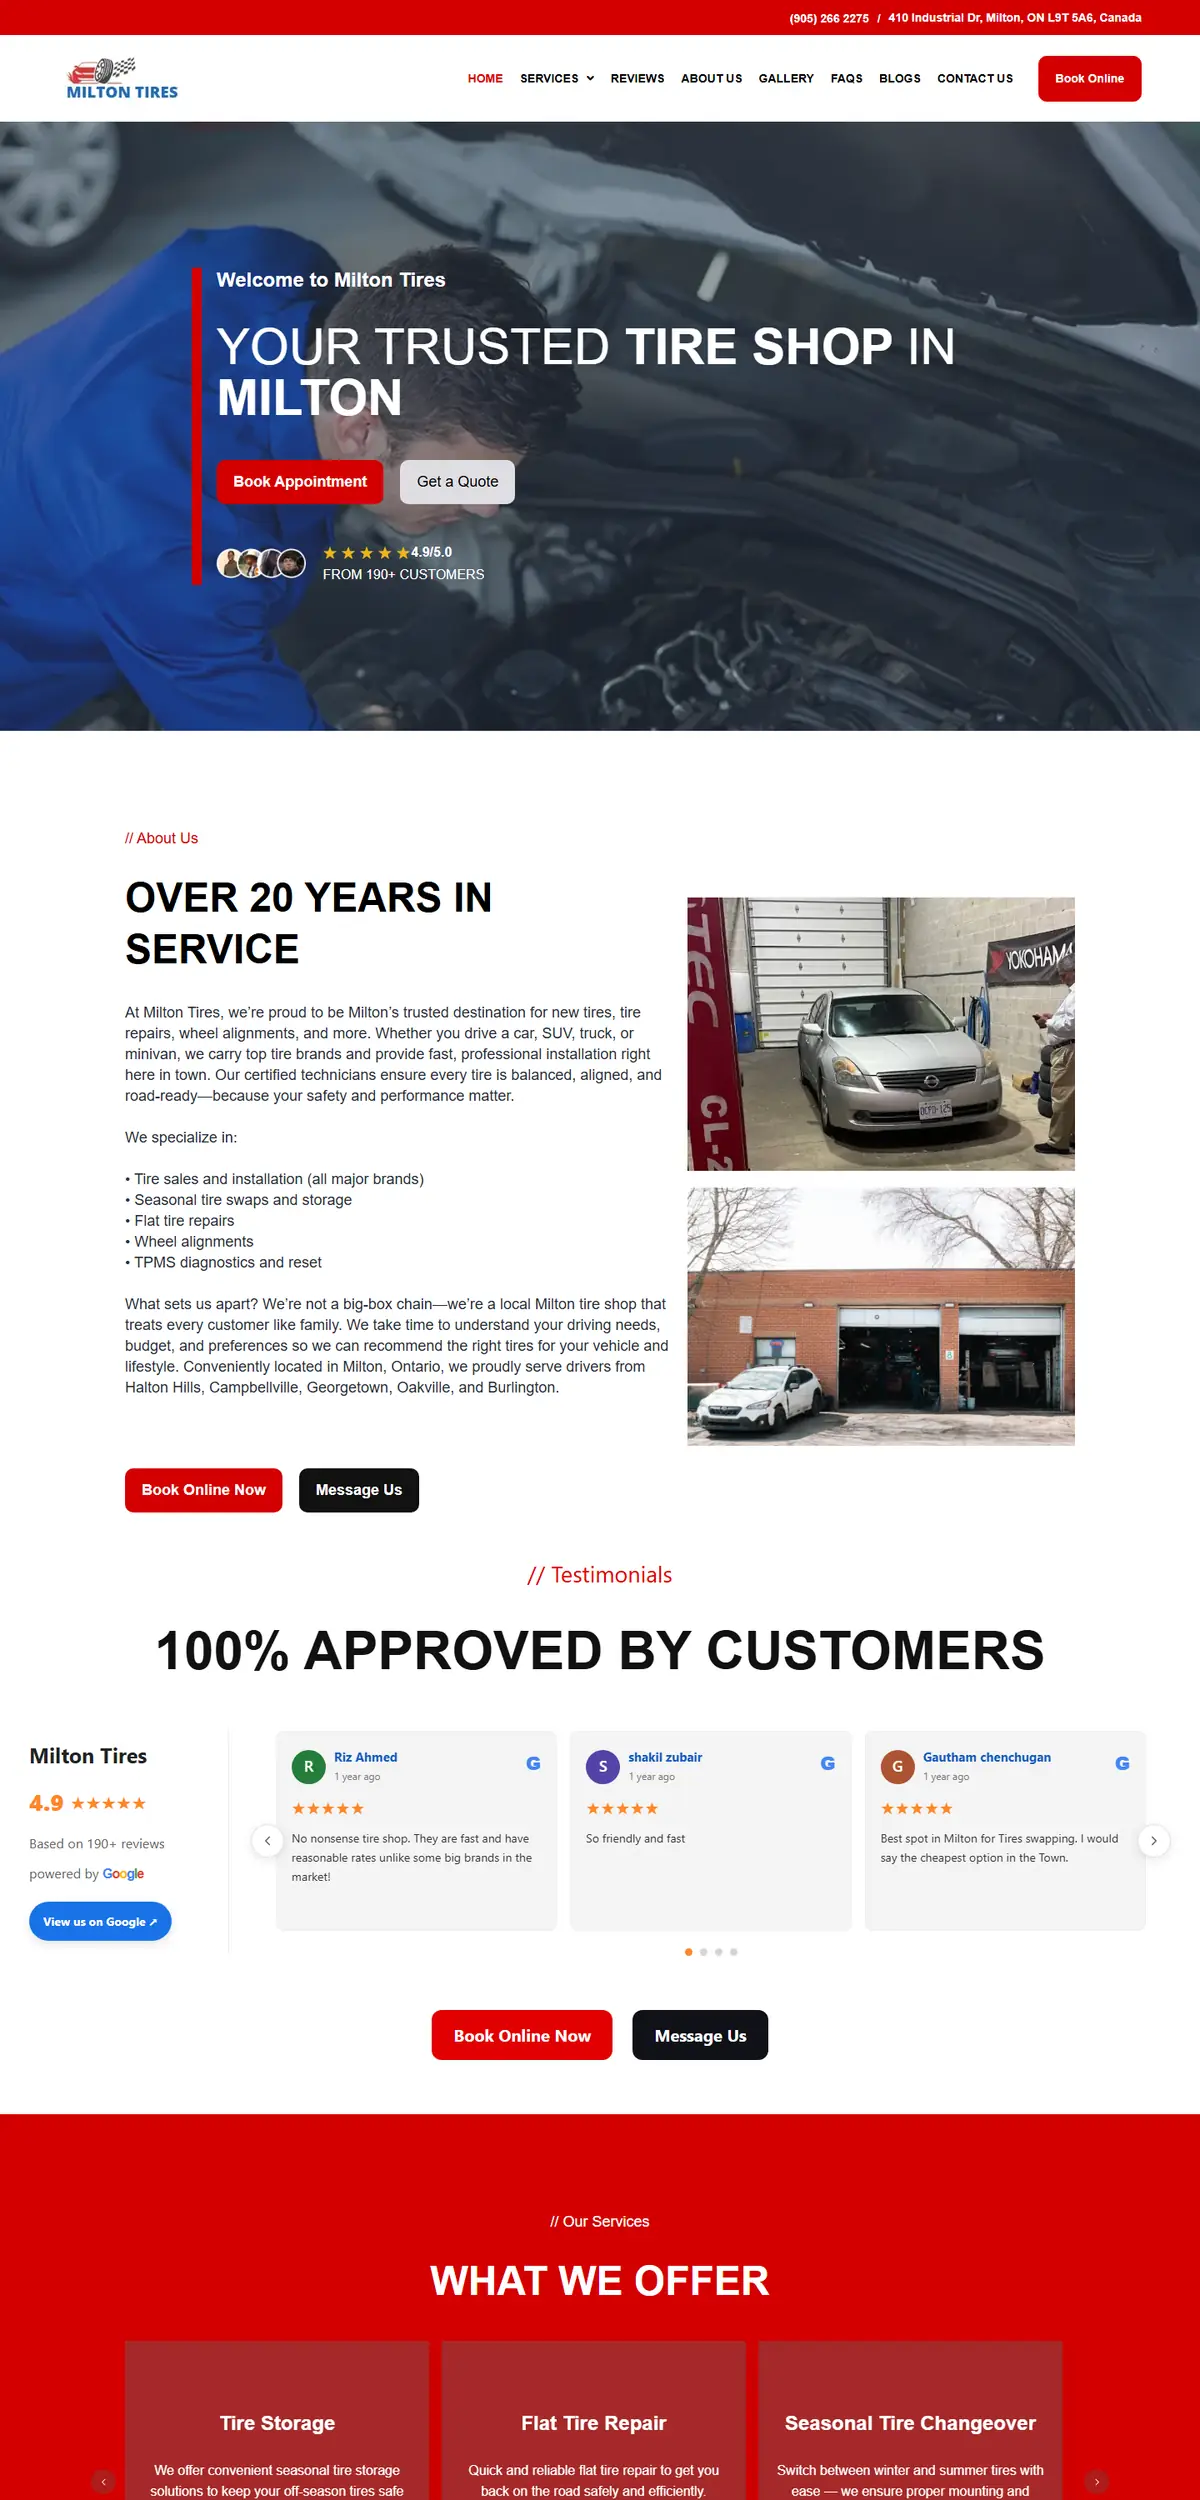 (905) 266 2275 / 410 Industrial Dr, Milton, ON L9T 5A6, Canada
MILTON TIRES
HOME SERVICES REVIEWS ABOUT US GALLERY FAQS BLOGS CONTACT US Book Online
Welcome to Milton Tires
YOUR TRUSTED TIRE SHOP IN
MILTON
Book Appointment Get a Quote
★★★★★ 4.9/5.0
FROM 190+ CUSTOMERS
// About Us
OVER 20 YEARS IN
SERVICE
At Milton Tires, we’re proud to be Milton’s trusted destination for new tires, tire
repairs, wheel alignments, and more. Whether you drive a car, SUV, truck, or
minivan, we carry top tire brands and provide fast, professional installation right
here in town. Our certified technicians ensure every tire is balanced, aligned, and
road-ready—because your safety and performance matter.
We specialize in:
• Tire sales and installation (all major brands)
• Seasonal tire swaps and storage
• Flat tire repairs
• Wheel alignments
• TPMS diagnostics and reset
What sets us apart? We’re not a big-box chain—we’re a local Milton tire shop that
treats every customer like family. We take time to understand your driving needs,
budget, and preferences so we can recommend the right tires for your vehicle and
lifestyle. Conveniently located in Milton, Ontario, we proudly serve drivers from
Halton Hills, Campbellville, Georgetown, Oakville, and Burlington.
YOKOHAMA
TEC
CL-2
Book Online Now Message Us
// Testimonials
100% APPROVED BY CUSTOMERS
Milton Tires
4.9 ★★★★★
Based on 190+ reviews
powered by Google
View us on Google ↗
R Riz Ahmed G
1 year ago
★★★★★
No nonsense tire shop. They are fast and have
reasonable rates unlike some big brands in the
market!
S shakil zubair G
1 year ago
★★★★★
So friendly and fast
G Gautham chenchugan G
1 year ago
★★★★★
Best spot in Milton for Tires swapping. I would
say the cheapest option in the Town.
Book Online Now Message Us
// Our Services
WHAT WE OFFER
Tire Storage
We offer convenient seasonal tire storage
solutions to keep your off-season tires safe
Flat Tire Repair
Quick and reliable flat tire repair to get you
back on the road safely and efficiently.
Seasonal Tire Changeover
Switch between winter and summer tires with
ease — we ensure proper mounting and